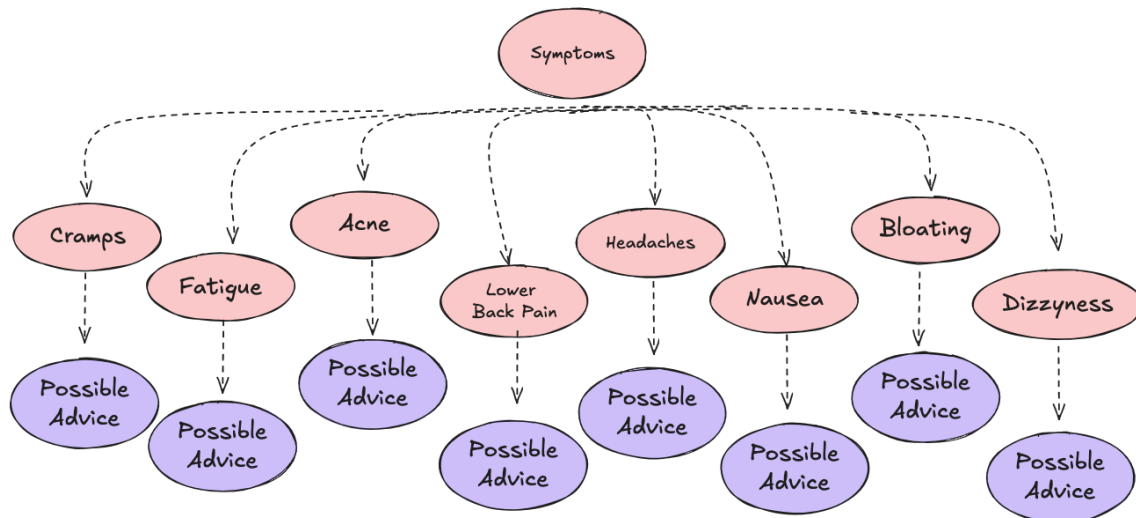 Symptoms
Cramps
Fatigue
Acne
Lower
Back Pain
Headaches
Nausea
Bloating
Dizzyness
Possible
Advice
Possible
Advice
Possible
Advice
Possible
Advice
Possible
Advice
Possible
Advice
Possible
Advice
Possible
Advice